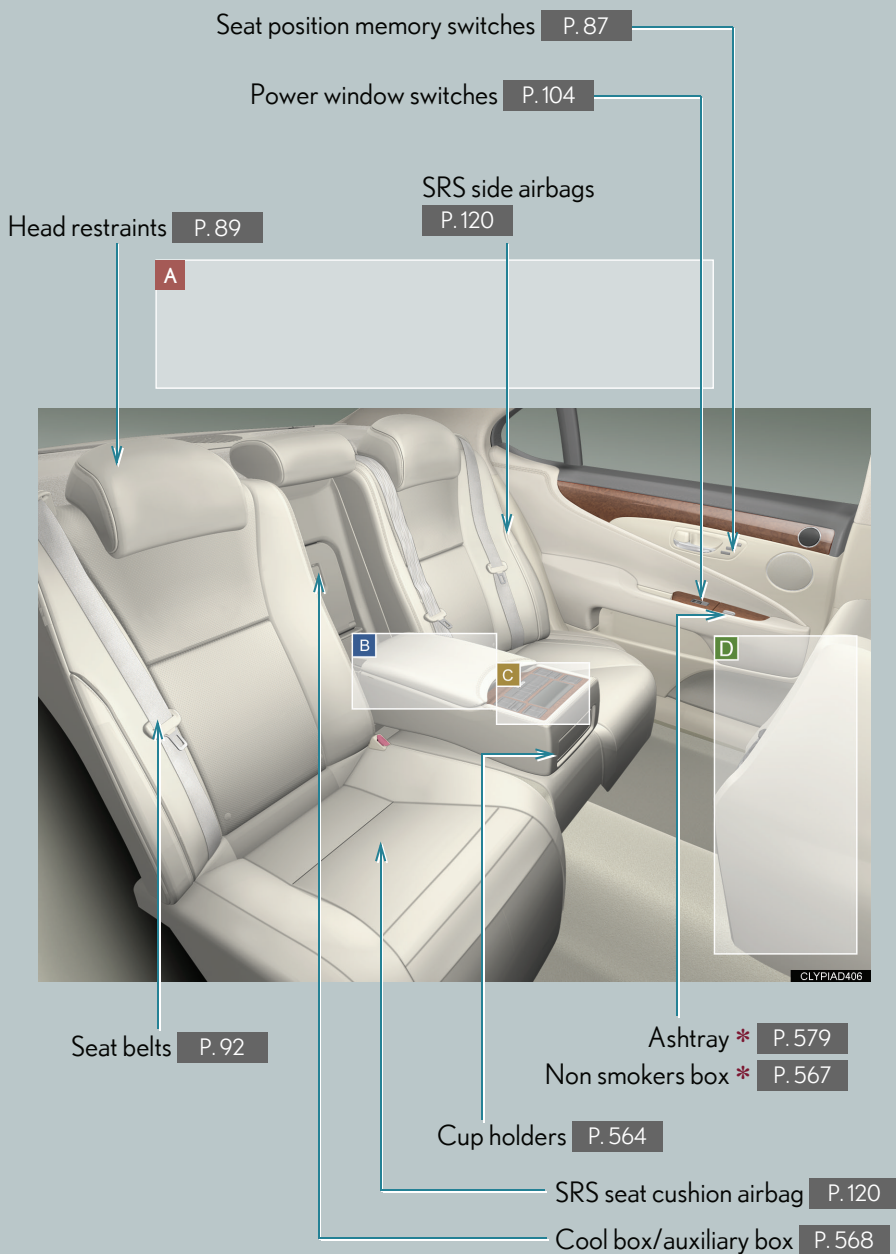 Seat position memory switches P. 87
Power window switches P. 104
SRS side airbags
P. 120
Head restraints P. 89
A
B
C
D
CLYPIAD406
Ashtray * P. 579
Seat belts P. 92
Non smokers box * P. 567
Cup holders P. 564
SRS seat cushion airbag P. 120
Cool box/auxiliary box P. 568